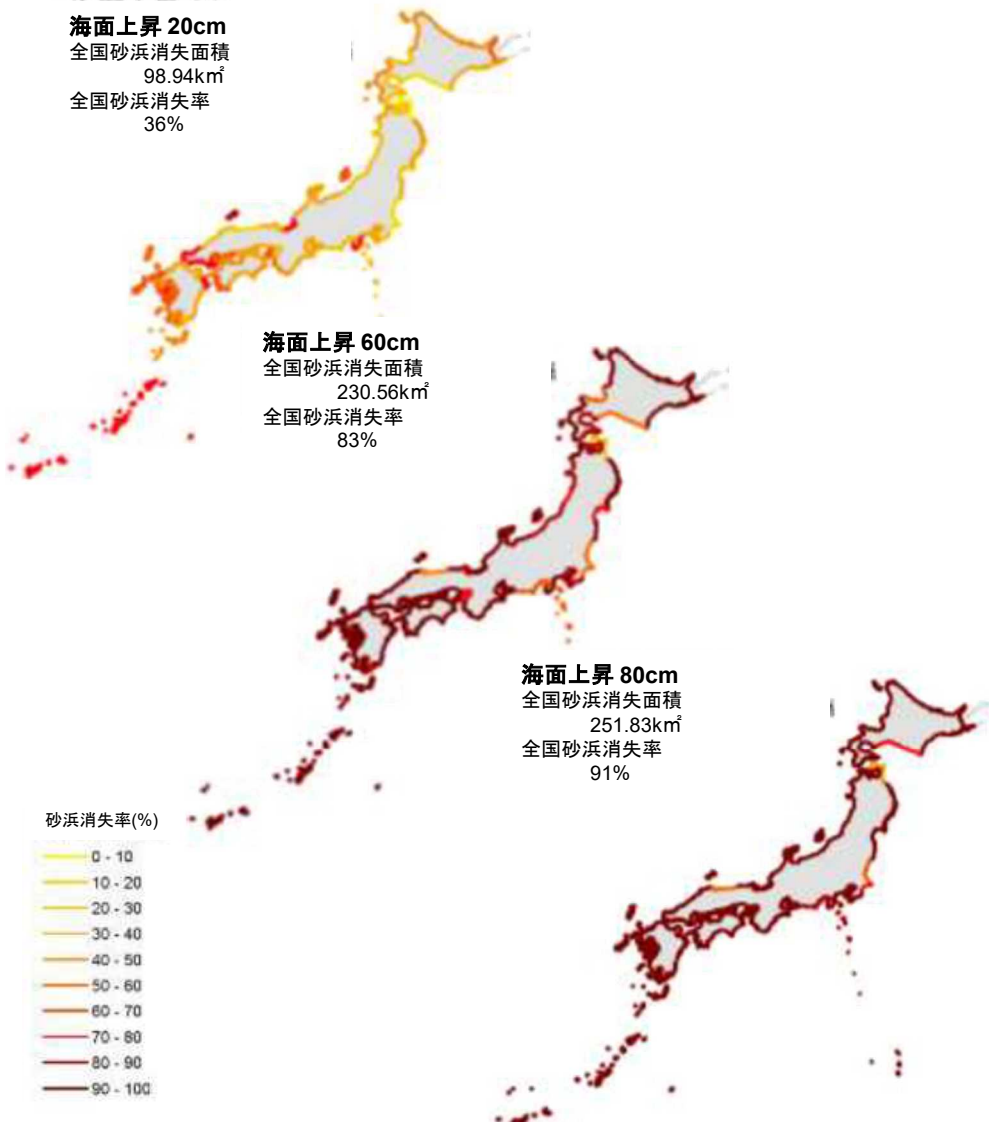 海面上昇 20cm
全国砂浜消失面積
98.94k㎡
全国砂浜消失率
36%
海面上昇 60cm
全国砂浜消失面積
230.56k㎡
全国砂浜消失率
83%
海面上昇 80cm
全国砂浜消失面積
251.83k㎡
全国砂浜消失率
91%
砂浜消失率(%)
0 - 10
10 - 20
20 - 30
30 - 40
40 - 50
50 - 60
60 - 70
70 - 80
80 - 90
90 - 100